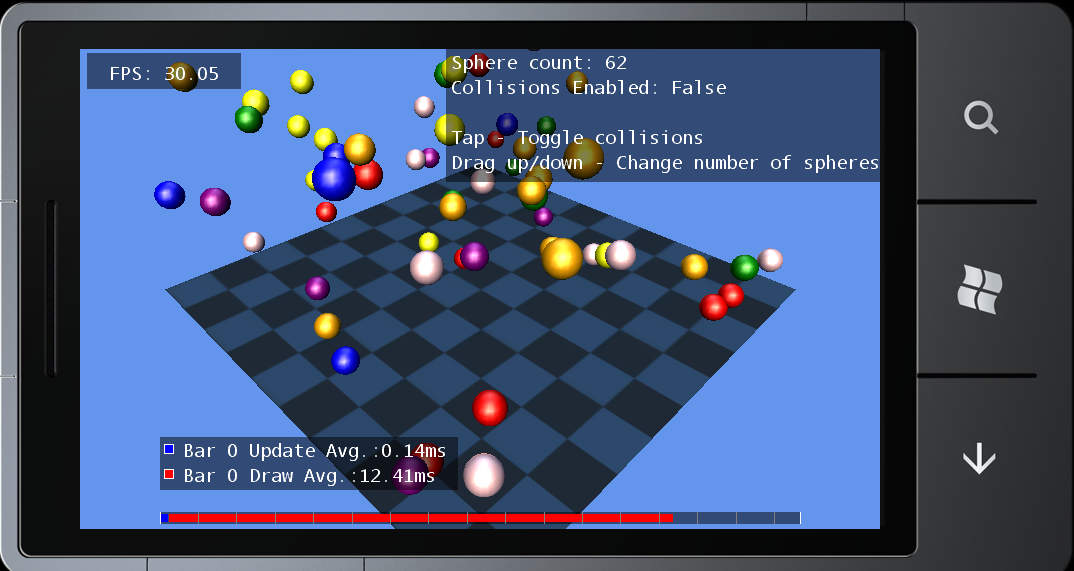 FPS: 30.05
Sphere count: 62
Collisions Enabled: False
Tap - Toggle collisions
Drag up/down - Change number of spheres
Bar 0 Update Avg.:0.14ms
Bar 0 Draw Avg.:12.41ms